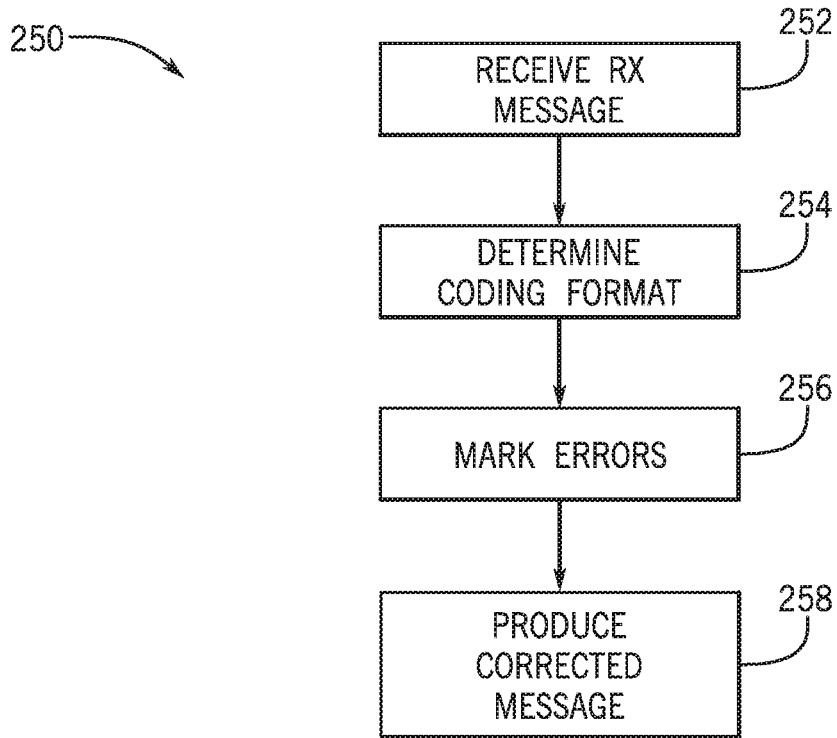 250
252
RECEIVE RX
MESSAGE
254
DETERMINE
CODING FORMAT
256
MARK ERRORS
258
PRODUCE
CORRECTED
MESSAGE